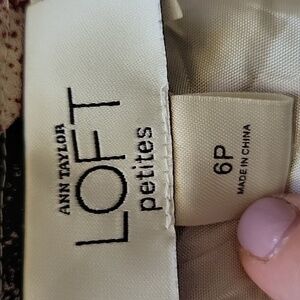 ANN TAYLOR
LOFT
petites
6P
MADE IN CHINA